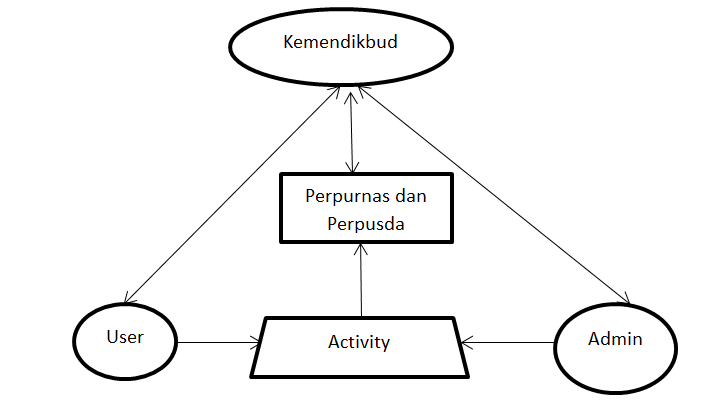 Kemendikbud
Perpurnas dan
Perpusda
User
Activity
Admin